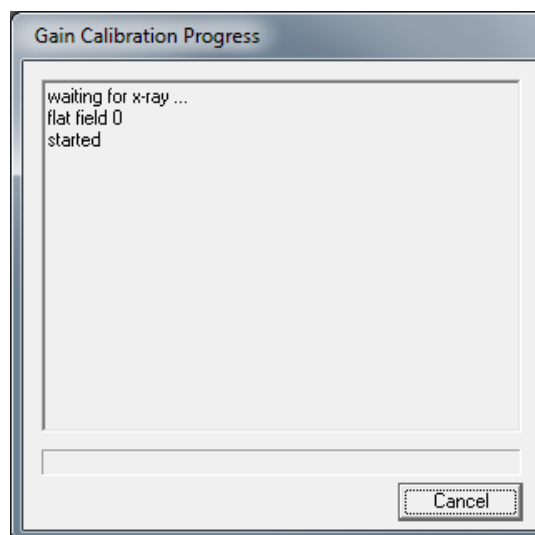 Gain Calibration Progress
waiting for x-ray ...
flat field 0
started
Cancel